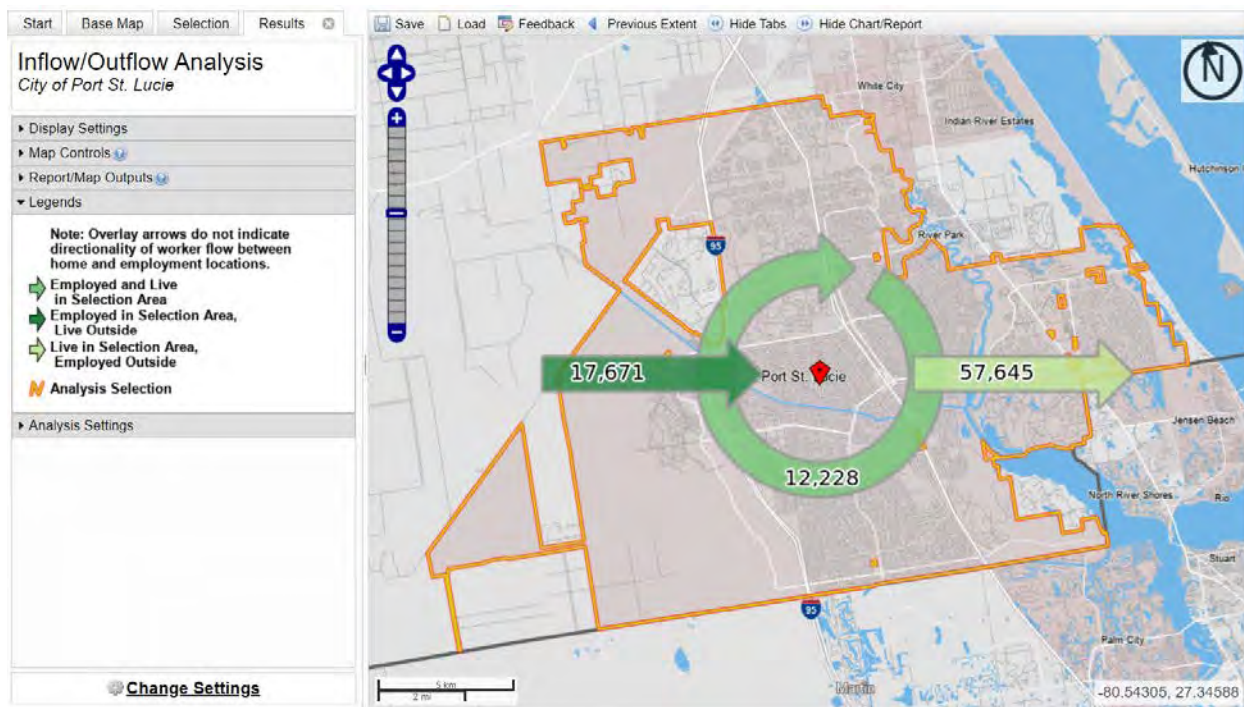 Start
Base Map
Selection
Results
Save
Load
Feedback
Previous Extent
Hide Tabs
Hide Chart/Report
Inflow/Outflow Analysis
City of Port St. Lucie
Display Settings
Map Controls
Report/Map Outputs
Legends
Note: Overlay arrows do not indicate
directionality of worker flow between
home and employment locations.
Employed and Live
in Selection Area
Employed in Selection Area,
Live Outside
Live in Selection Area,
Employed Outside
Analysis Selection
Analysis Settings
Change Settings
N
White City
Indian River Estates
Hutchinson
River Park
95
17,671
Port St. Lucie
57,645
Jensen Beach
12,228
North River Shores
Rio
Stuart
95
Palm City
5 km
2 mi
Martin
-80.54305, 27.34588